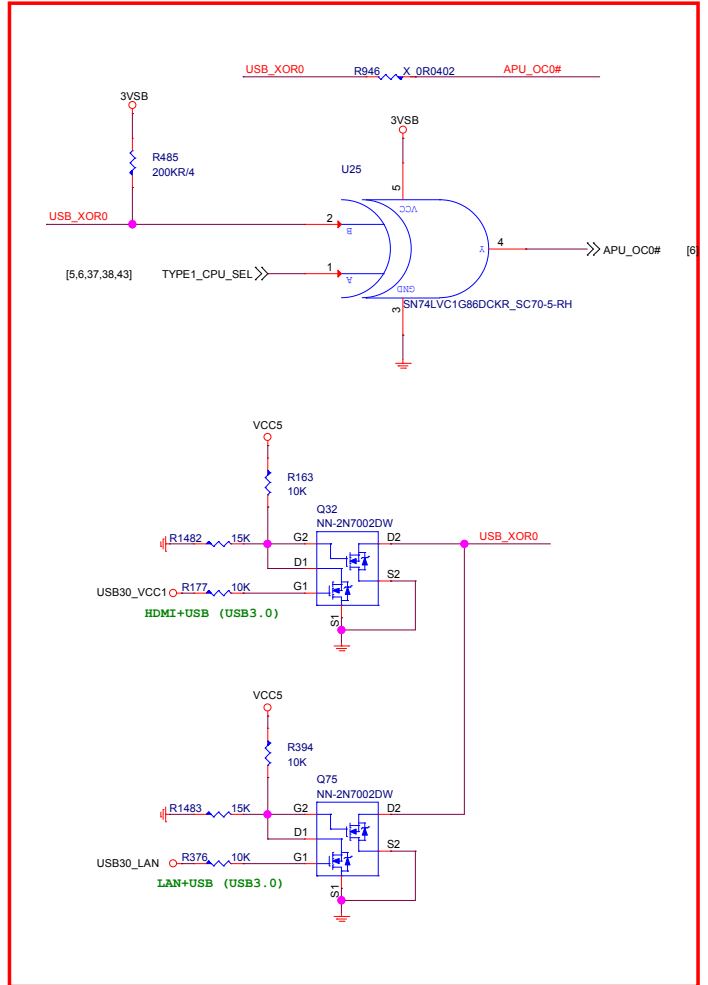 USB_XOR0 R946 X_0R0402 APU_OC0#
3VSB
3VSB
R485
200KR/4
U25
5
VCC
USB_XOR0
2
B
Y
4
APU_OC0# [6]
[5,6,37,38,43] TYPE1_CPU_SEL
1
A
GND
3
SN74LVC1G86DCKR_SC70-5-RH
VCC5
R163
10K
Q32
NN-2N7002DW
R1482 15K G2 D2 USB_XOR0
D1
S2
USB30_VCC1 R177 10K G1
HDMI+USB (USB3.0)
S1
VCC5
R394
10K
Q75
NN-2N7002DW
R1483 15K G2 D2
D1
S2
USB30_LAN R376 10K G1
LAN+USB (USB3.0)
S1